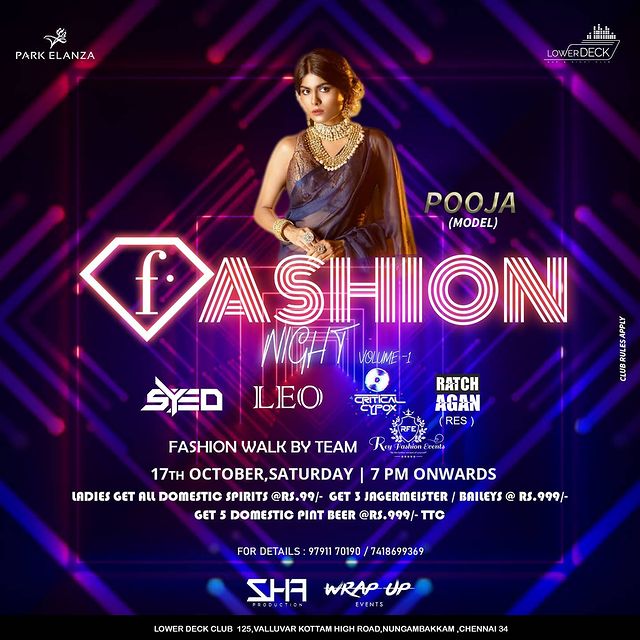 PARK ELANZA
LOWERDECK
POOJA
(MODEL)
fASHION
NIGHT VOLUME-1
CLUB RULES APPLY
SYED
LEO
CRITICAL
CYPOX
RATCH
AGAN
(RES)
RFE
FASHION WALK BY TEAM Rey Fashion Events
17TH OCTOBER,SATURDAY | 7 PM ONWARDS
LADIES GET ALL DOMESTIC SPIRITS @RS.99/- GET 3 JAGERMEISTER / BAILEYS @ RS.999/-
GET 5 DOMESTIC PINT BEER @RS.999/- TTC
FOR DETAILS : 97911 70190 / 7418699369
SHA
PRODUCTION
WRAP UP
EVENTS
LOWER DECK CLUB 125,VALLUVAR KOTTAM HIGH ROAD,NUNGAMBAKKAM ,CHENNAI 34